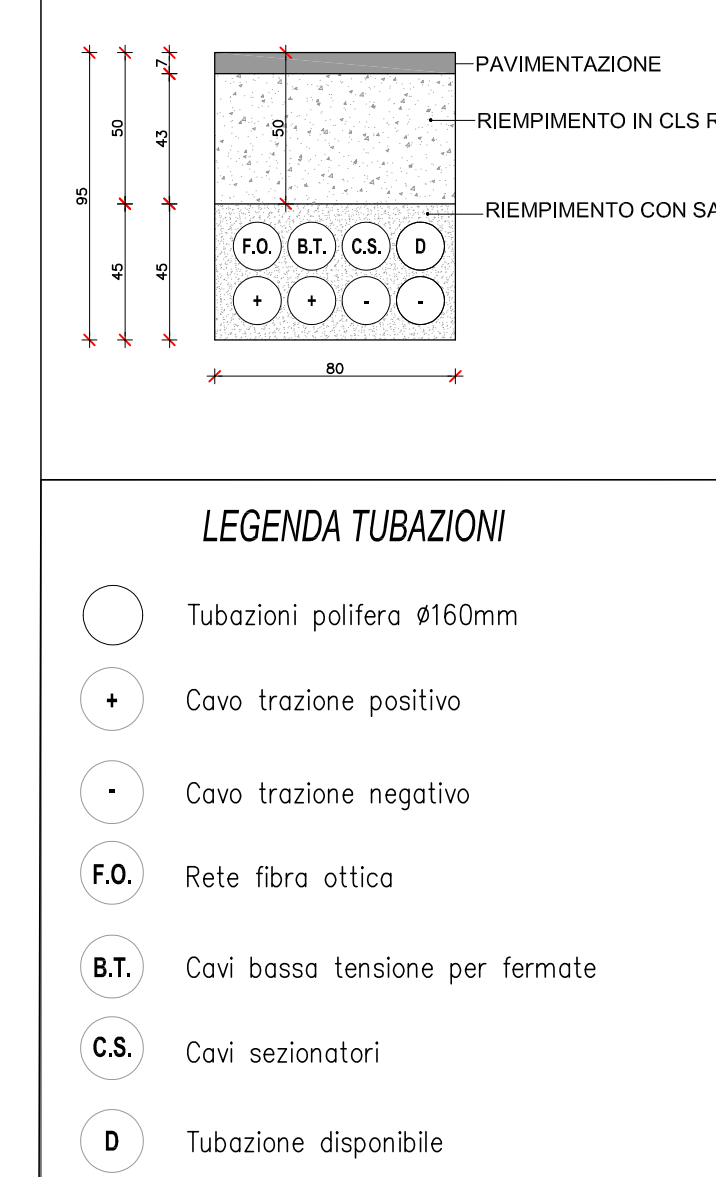 7
PAVIMENTAZIONE
50
43
50
RIEMPIMENTO IN CLS R
95
RIEMPIMENTO CON SA
F.O. B.T. C.S. D
45
45
+ + - -
80
LEGENDA TUBAZIONI
Tubazioni polifera Ø160mm
+ Cavo trazione positivo
- Cavo trazione negativo
F.O. Rete fibra ottica
B.T. Cavi bassa tensione per fermate
C.S. Cavi sezionatori
D Tubazione disponibile